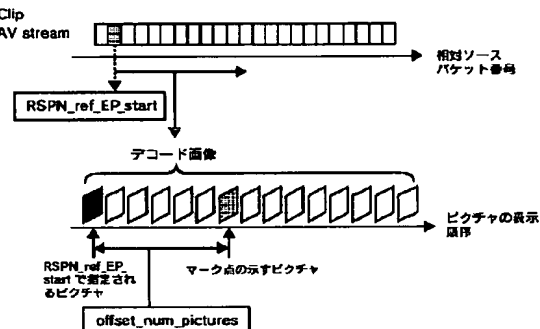 Clip
AV stream
相対ソース
パケット番号
RSPN_ref_EP_start
デコード画像
ピクチャの表示
順序
RSPN_ref_EP_
start で指定され
るピクチャ
マーク点の示すピクチャ
offset_num_pictures